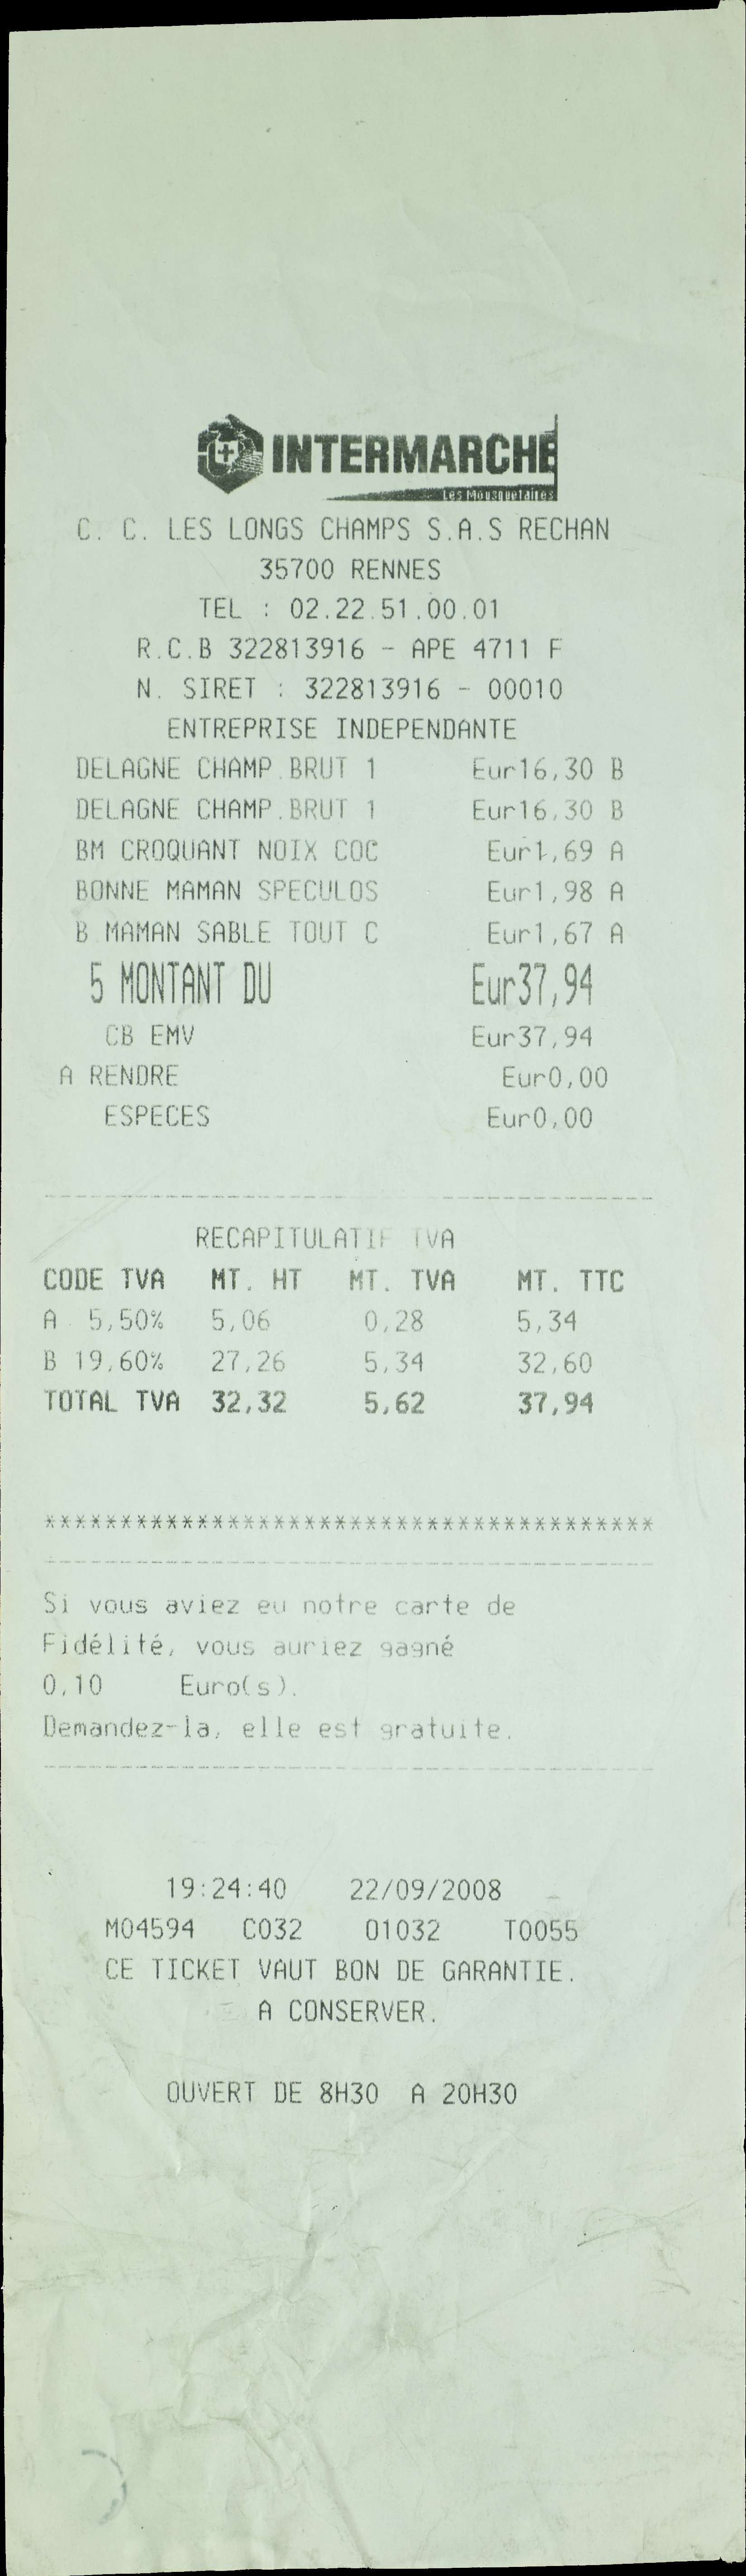 INTERMARCHE
Les Mousquetaires
C. C. LES LONGS CHAMPS S.A.S RECHAN
35700 RENNES
TEL : 02.22.51.00.01
R.C.B 322813916 - APE 4711 F
N. SIRET : 322813916 - 00010
ENTREPRISE INDEPENDANTE
DELAGNE CHAMP.BRUT 1 Eur16,30 B
DELAGNE CHAMP.BRUT 1 Eur16,30 B
BM CROQUANT NOIX COC Eur1,69 A
BONNE MAMAN SPECULOS Eur1,98 A
B MAMAN SABLE TOUT C Eur1,67 A
5 MONTANT DU Eur37,94
CB EMV Eur37,94
A RENDRE Eur0,00
ESPECES Eur0,00
RECAPITULATIF TVA
CODE TVA MT. HT MT. TVA MT. TTC
A 5,50% 5,06 0,28 5,34
B 19,60% 27,26 5,34 32,60
TOTAL TVA 32,32 5,62 37,94
****************************************
Si vous aviez eu notre carte de
Fidélité, vous auriez gagné
0,10 Euro(s).
Demandez-la, elle est gratuite.
19:24:40 22/09/2008
M04594 C032 01032 T0055
CE TICKET VAUT BON DE GARANTIE.
A CONSERVER.
OUVERT DE 8H30 A 20H30